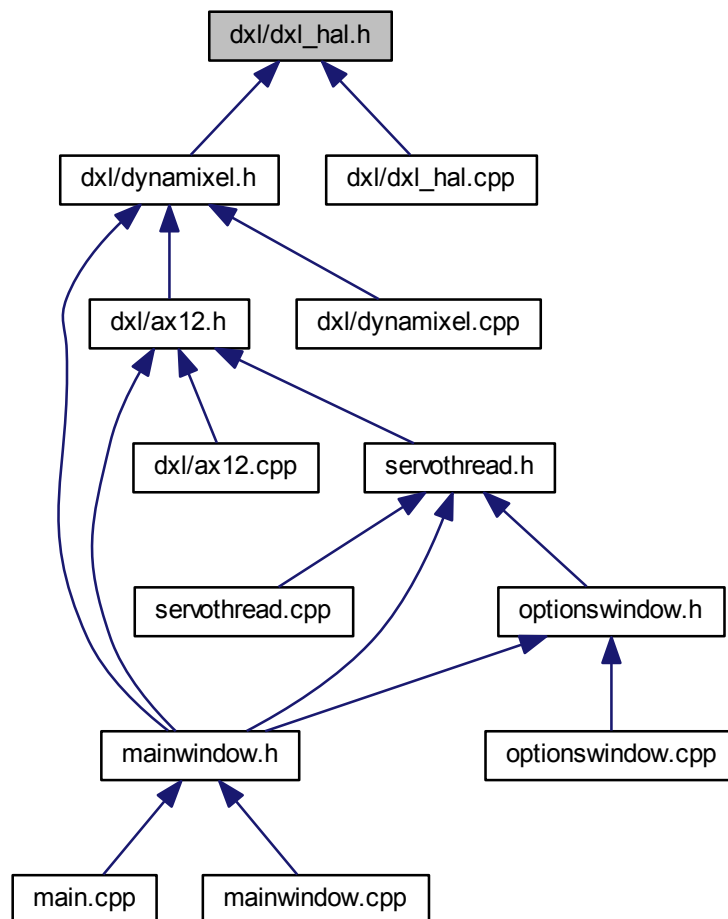 dxl/dxl_hal.h
dxl/dynamixel.h
dxl/dxl_hal.cpp
dxl/ax12.h
dxl/dynamixel.cpp
dxl/ax12.cpp
servothread.h
servothread.cpp
optionswindow.h
mainwindow.h
optionswindow.cpp
main.cpp
mainwindow.cpp